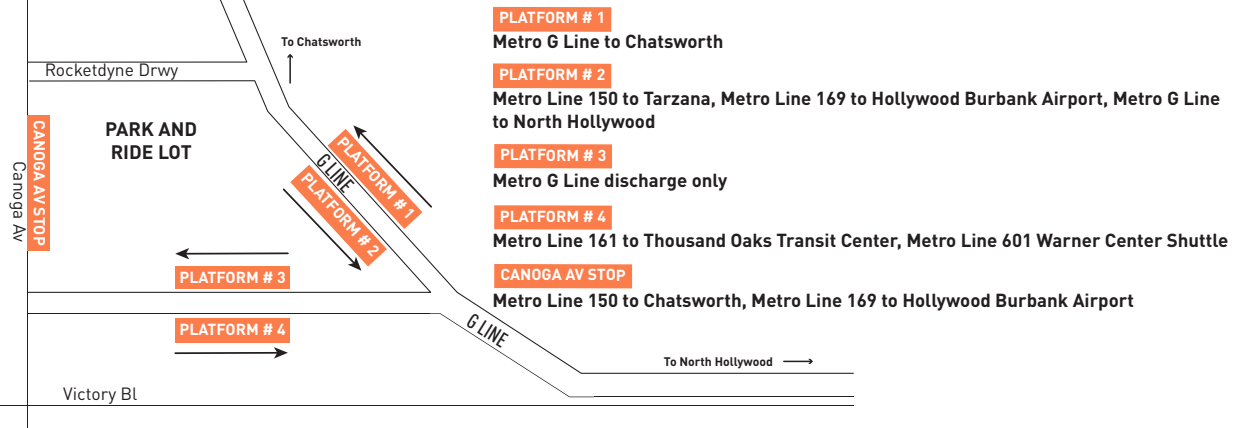 To Chatsworth
Rocketdyne Drwy
PARK AND
RIDE LOT
CANOGA AV STOP
Canoga Av
G LINE
PLATFORM # 1
PLATFORM # 2
PLATFORM # 3
PLATFORM # 4
G LINE
To North Hollywood
Victory Bl
PLATFORM # 1
Metro G Line to Chatsworth
PLATFORM # 2
Metro Line 150 to Tarzana, Metro Line 169 to Hollywood Burbank Airport, Metro G Line
to North Hollywood
PLATFORM # 3
Metro G Line discharge only
PLATFORM # 4
Metro Line 161 to Thousand Oaks Transit Center, Metro Line 601 Warner Center Shuttle
CANOGA AV STOP
Metro Line 150 to Chatsworth, Metro Line 169 to Hollywood Burbank Airport